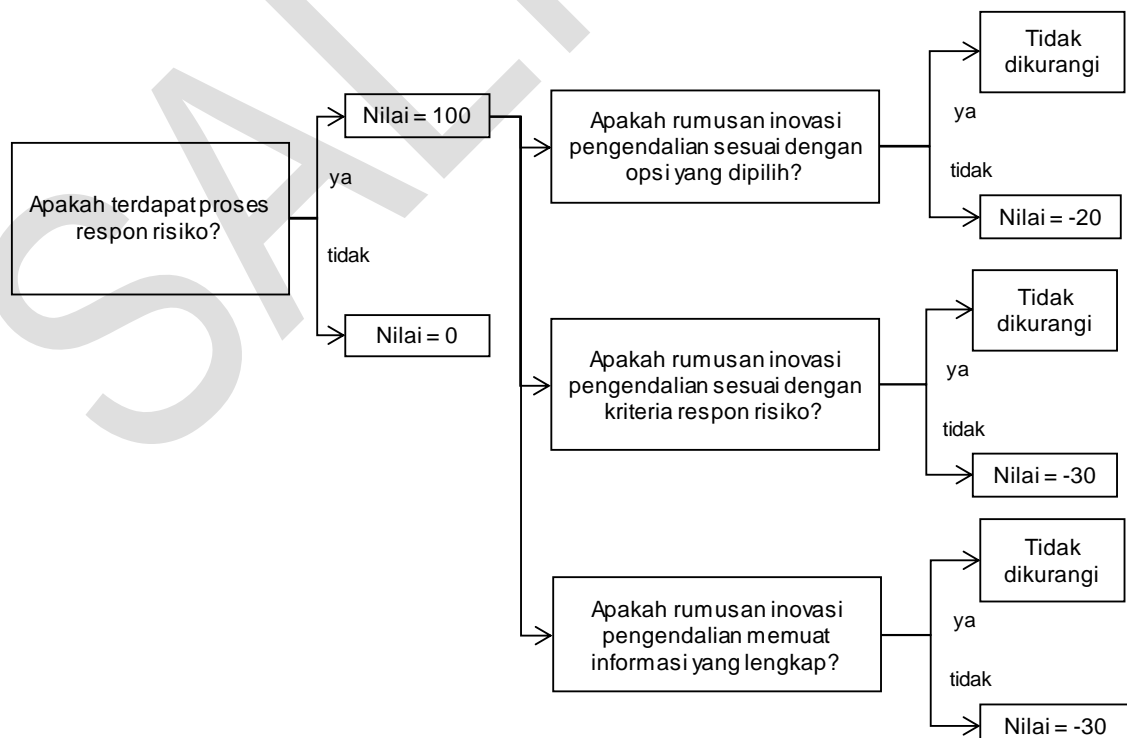 Apakah terdapat proses
respon risiko?
ya
tidak
Nilai = 100
Nilai = 0
Apakah rumusan inovasi
pengendalian sesuai dengan
opsi yang dipilih?
ya
tidak
Tidak
dikurangi
Nilai = -20
Apakah rumusan inovasi
pengendalian sesuai dengan
kriteria respon risiko?
ya
tidak
Tidak
dikurangi
Nilai = -30
Apakah rumusan inovasi
pengendalian memuat
informasi yang lengkap?
ya
tidak
Tidak
dikurangi
Nilai = -30